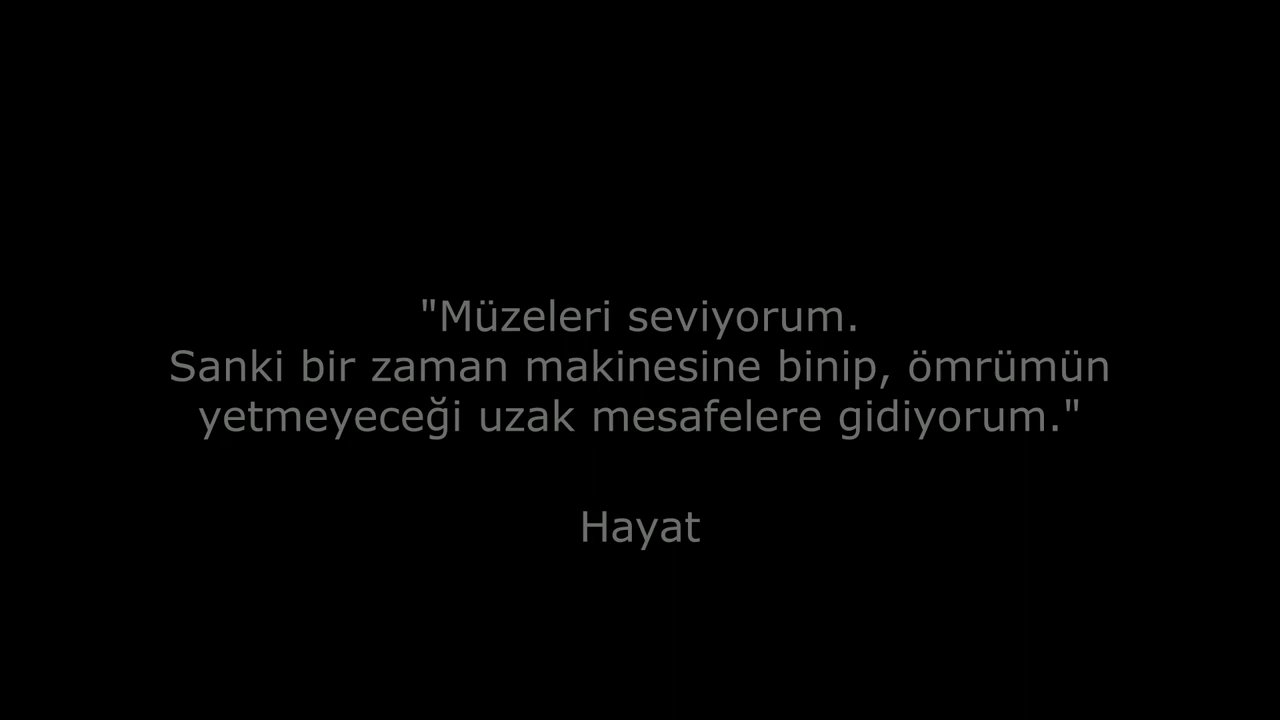 "Müzeleri seviyorum.
Sanki bir zaman makinesine binip, ömrümün
yetmeyeceği uzak mesafelere gidiyorum."
Hayat